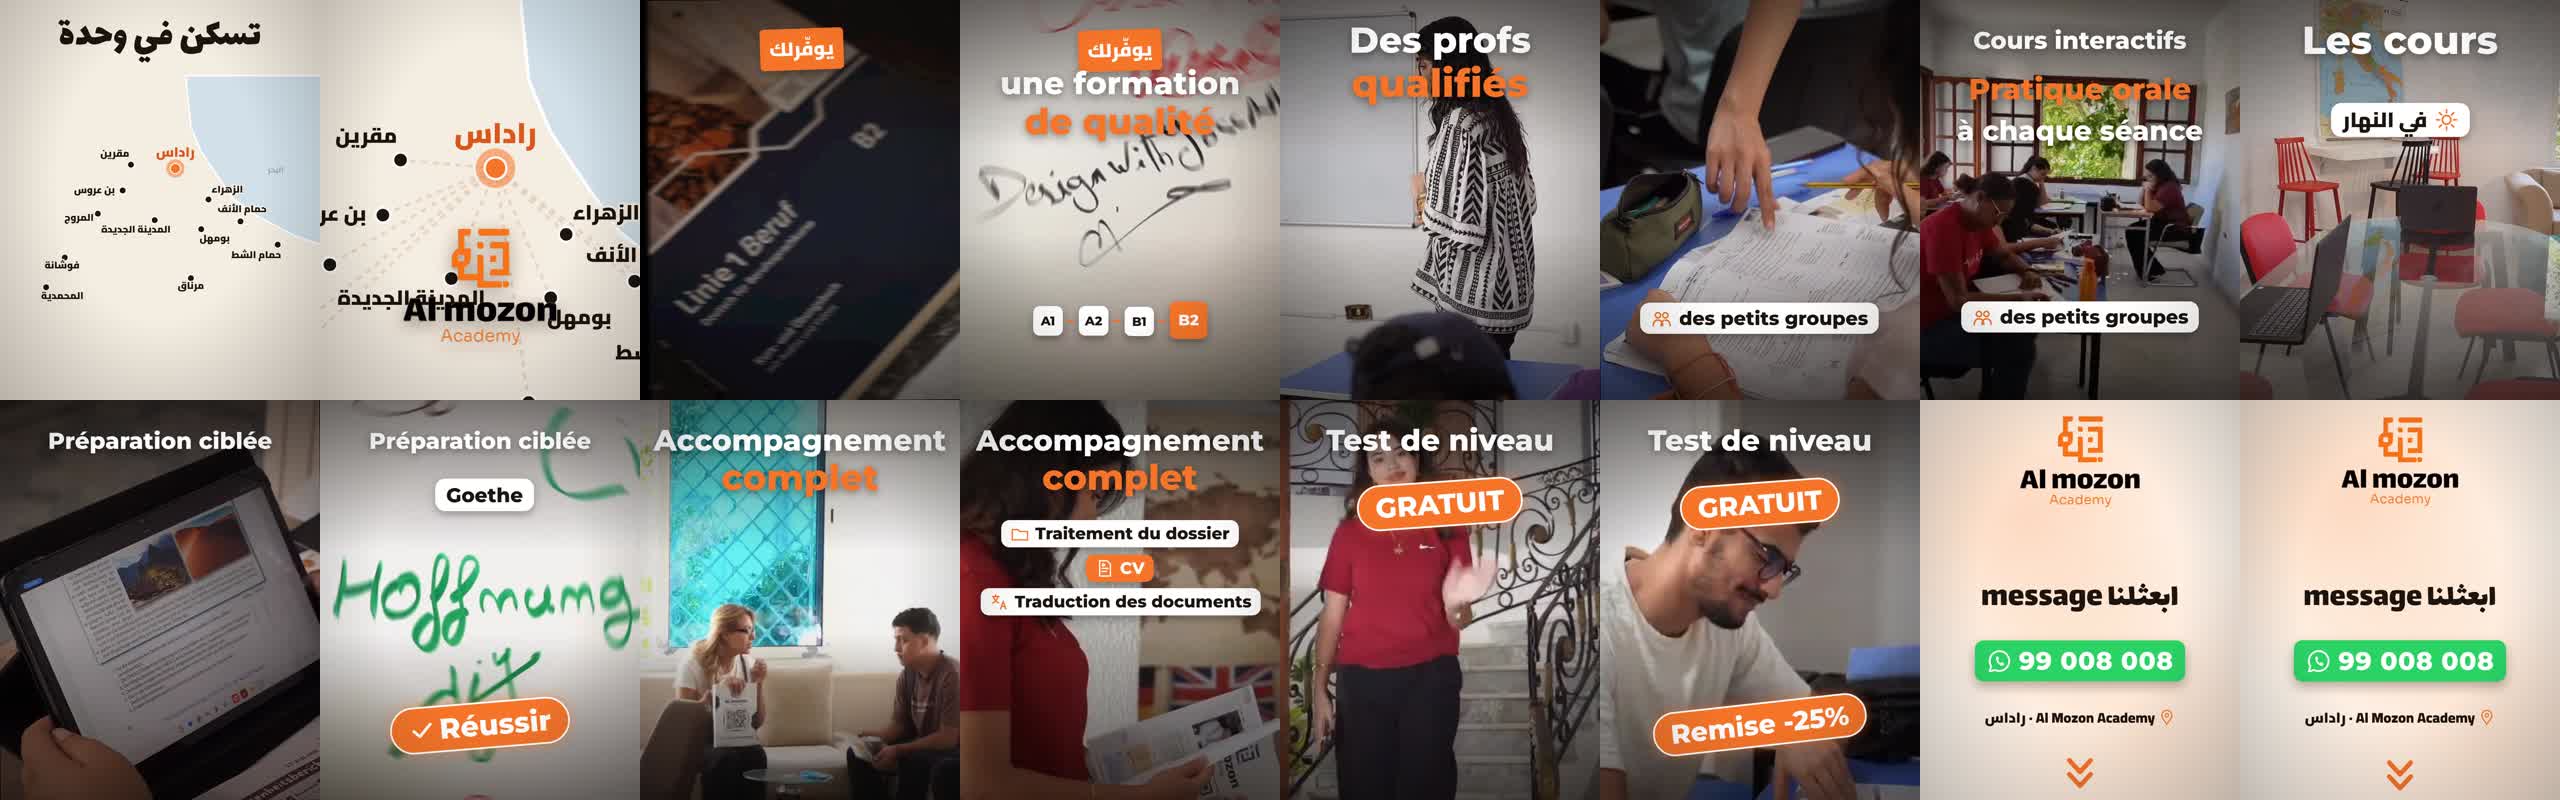 تسكن في وحدة
مقرين
راداس
البحر
بن عروس
الزهراء
المروج
حمام الأنف
المدينة الجديدة
بومهل
حمام الشط
فوشانة
مرناق
المحمدية
مقرين
راداس
بن عر
الزهراء
الأنف
المدينة الجديدة
بومهل
Al mozon
Academy
يوفّرلك
B2
Linie 1 Beruf
يوفّرلك
une formation
de qualité
Design with
A1
A2
B1
B2
Des profs
qualifiés
des petits groupes
Cours interactifs
Pratique orale
à chaque séance
des petits groupes
Les cours
في النهار
Préparation ciblée
Préparation ciblée
Goethe
Hoffnung
Réussir
Accompagnement
complet
Accompagnement
complet
Traitement du dossier
CV
Traduction des documents
Test de niveau
GRATUIT
Test de niveau
GRATUIT
Remise -25%
Al mozon
Academy
ابعثلنا message
99 008 008
Al Mozon Academy · راداس
Al mozon
Academy
ابعثلنا message
99 008 008
Al Mozon Academy · راداس